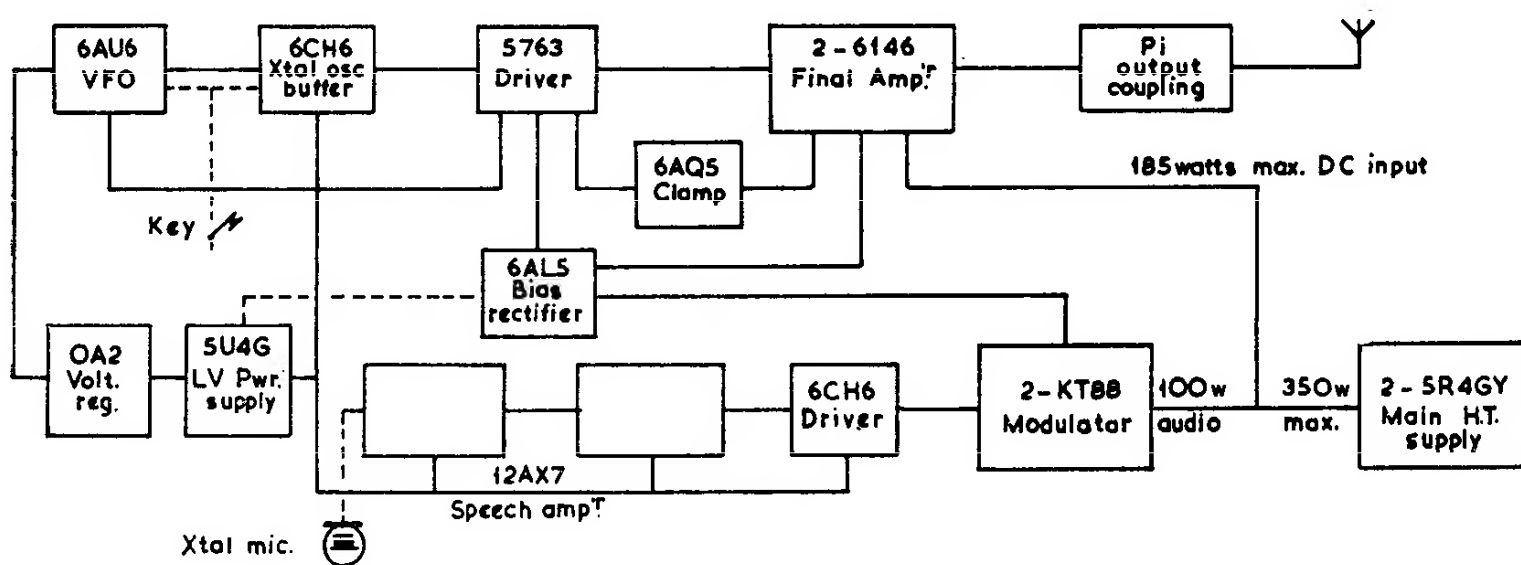 6AU6
VFO
6CH6
Xtal osc
buffer
5763
Driver
2-6146
Final Ampr.
Pi
output
coupling
6AQ5
Clamp
185watts max. DC input
Key
6AL5
Bias
rectifier
OA2
Volt.
reg.
5U4G
LV Pwr.
supply
6CH6
Driver
2-KT88
Modulator
100w
audio
350w
max.
2-5R4GY
Main H.T.
supply
12AX7
Speech ampr.
Xtal mic.